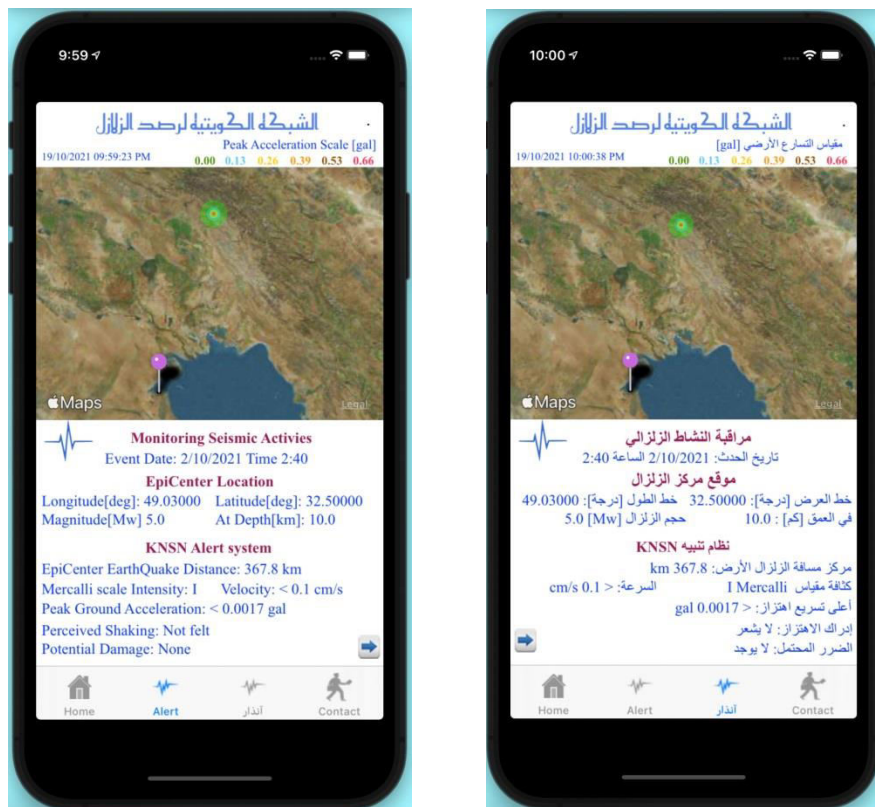 9:59
الشبكة الكويتية لرصد الزلازل
Peak Acceleration Scale [gal]
19/10/2021 09:59:23 PM 0.00 0.13 0.26 0.39 0.53 0.66
Maps
Legal
Monitoring Seismic Activies
Event Date: 2/10/2021 Time 2:40
EpiCenter Location
Longitude[deg]: 49.03000 Latitude[deg]: 32.50000
Magnitude[Mw] 5.0 At Depth[km]: 10.0
KNSN Alert system
EpiCenter EarthQuake Distance: 367.8 km
Mercalli scale Intensity: I Velocity: < 0.1 cm/s
Peak Ground Acceleration: < 0.0017 gal
Perceived Shaking: Not felt
Potential Damage: None
Home Alert آنذار Contact
10:00
الشبكة الكويتية لرصد الزلازل
مقياس التسارع الأرضي [gal]
19/10/2021 10:00:38 PM 0.00 0.13 0.26 0.39 0.53 0.66
Maps
Legal
مراقبة النشاط الزلزالي
تاريخ الحدث: 2/10/2021 الساعة 2:40
موقع مركز الزلزال
خط العرض [درجة]: 32.50000 خط الطول [درجة]: 49.03000
في العمق [كم] : 10.0 حجم الزلزال [Mw] 5.0
نظام تنبيه KNSN
مركز مسافة الزلزال الأرض: 367.8 km
كثافة مقياس I Mercalli السرعة: < 0.1 cm/s
أعلى تسريع اهتزاز: < 0.0017 gal
إدراك الاهتزاز: لا يشعر
الضرر المحتمل: لا يوجد
Home Alert آنذار Contact